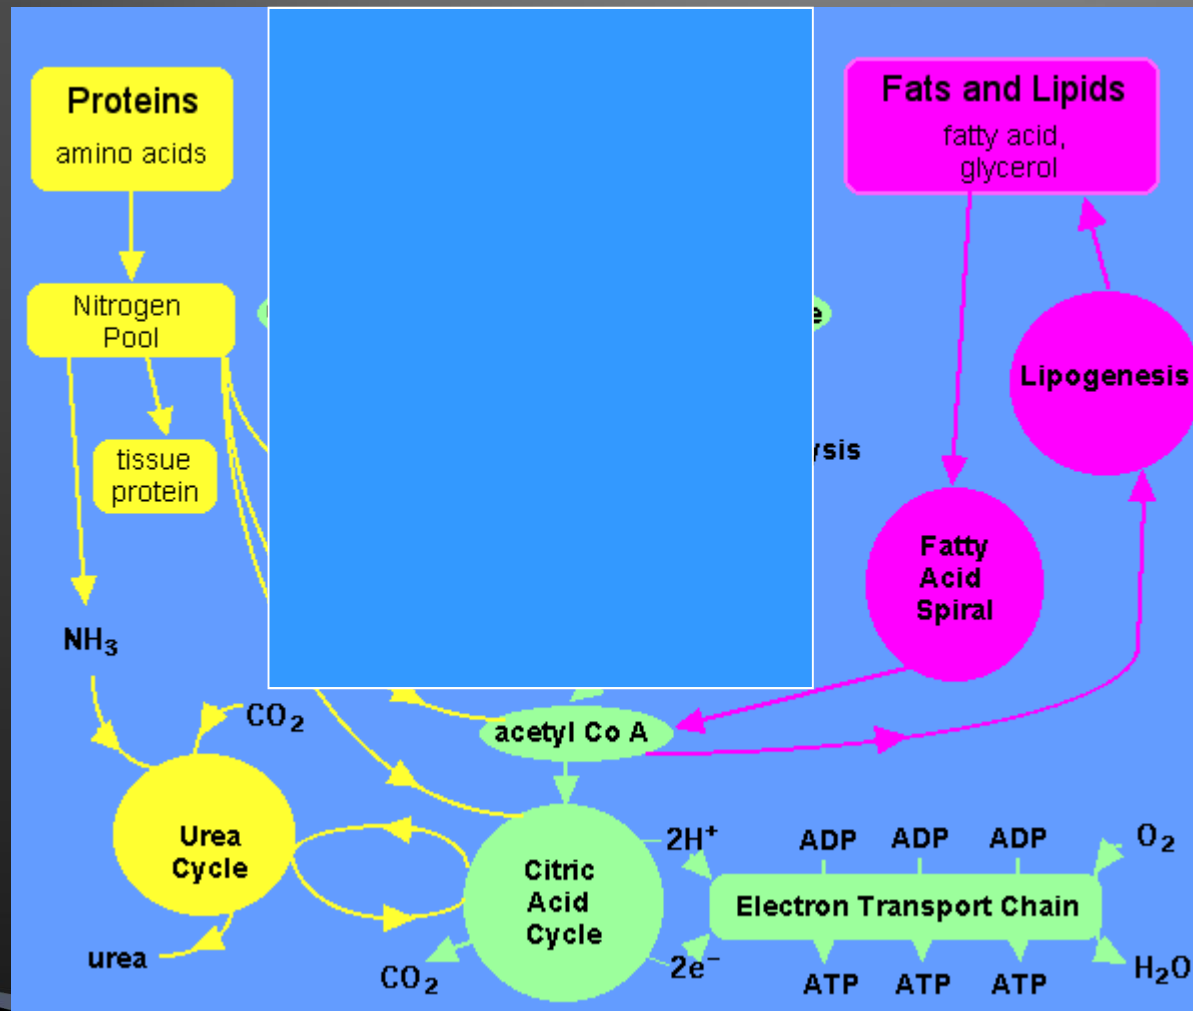 Proteins
amino acids
Fats and Lipids
fatty acid,
glycerol
Nitrogen
Pool
Lipogenesis
tissue
protein
Fatty
Acid
Spiral
NH₃
CO₂
acetyl Co A
Urea
Cycle
urea
Citric
Acid
Cycle
CO₂
2H⁺
2e⁻
ADP ADP ADP
O₂
Electron Transport Chain
ATP ATP ATP
H₂O